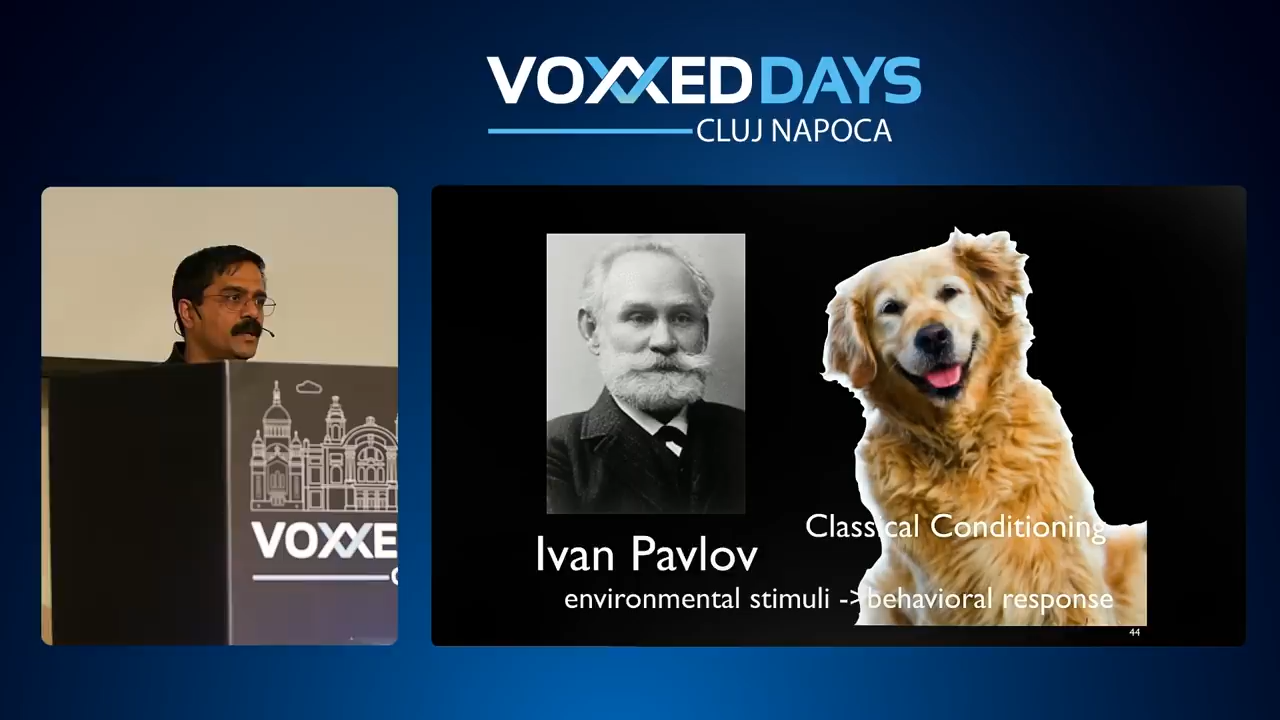 VOXXED DAYS
CLUJ NAPOCA
VOXXE
C
Ivan Pavlov
Classical Conditioning
environmental stimuli -> behavioral response
44